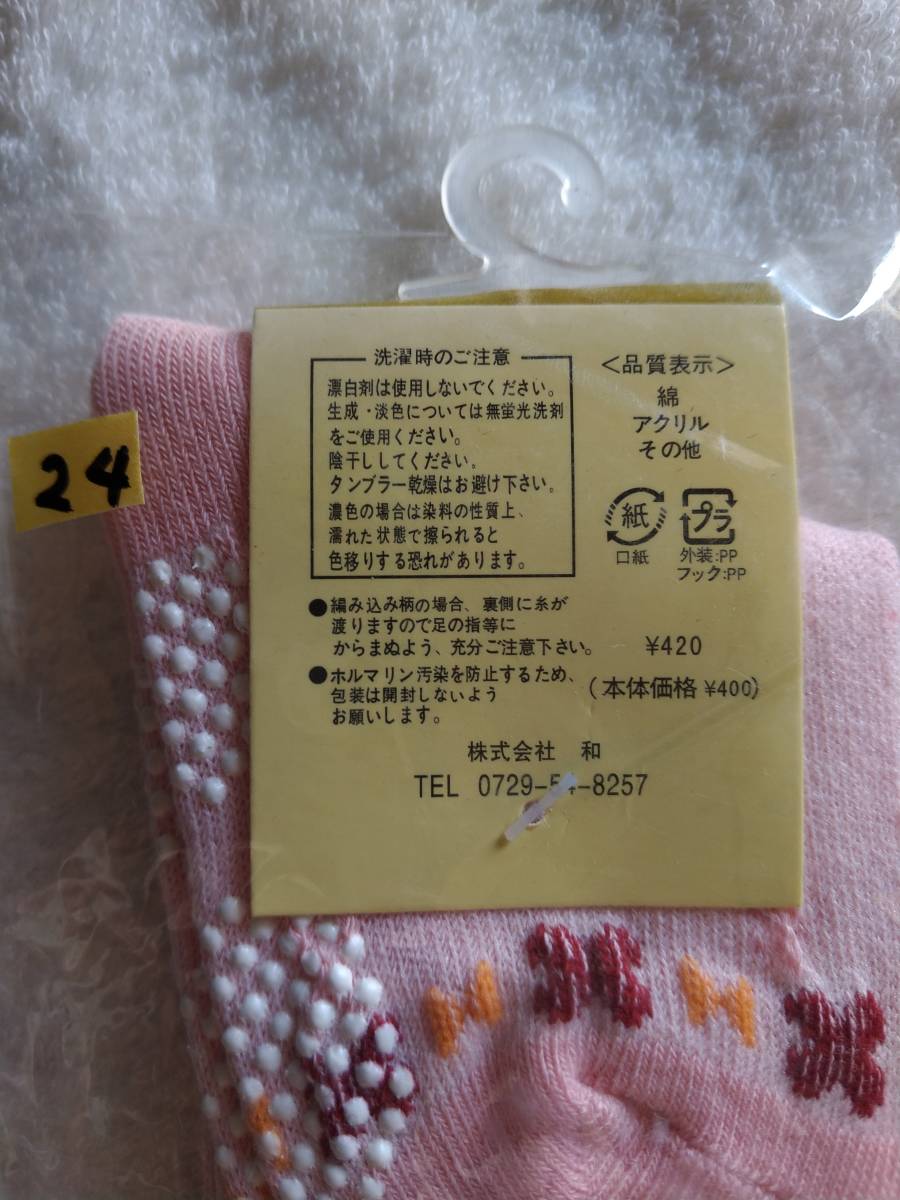 24
洗濯時のご注意
漂白剤は使用しないでください。
生成・淡色については無蛍光洗剤
をご使用ください。
陰干ししてください。
タンブラー乾燥はお避け下さい。
濃色の場合は染料の性質上、
濡れた状態で擦られると
色移りする恐れがあります。
<品質表示>
綿
アクリル
その他
紙
口紙
プラ
外装:PP
フック:PP
●編み込み柄の場合、裏側に糸が
渡りますので足の指等に
からまぬよう、充分ご注意下さい。
●ホルマリン汚染を防止するため、
包装は開封しないよう
お願いします。
¥420
(本体価格 ¥400)
株式会社 和
TEL 0729-54-8257